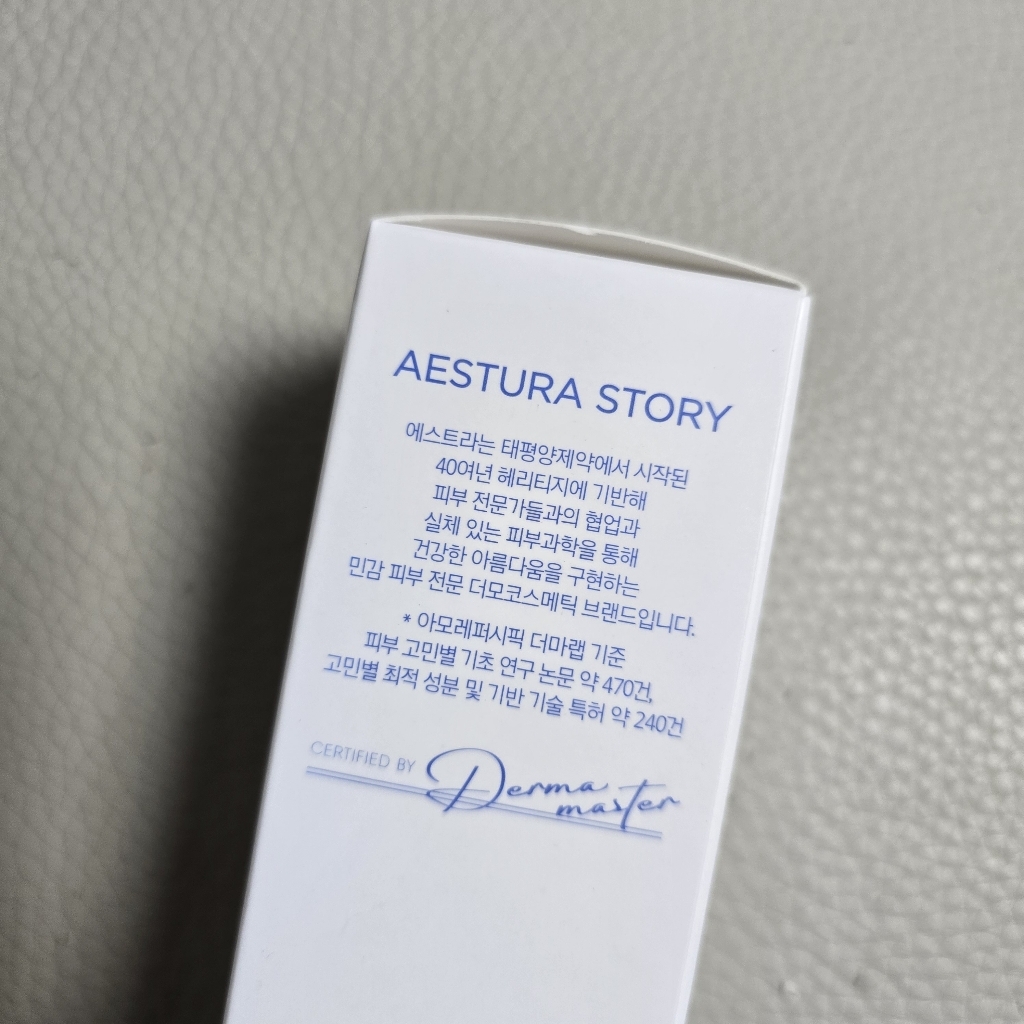 AESTURA STORY
에스트라는 태평양제약에서 시작된
40여년 헤리티지에 기반해
피부 전문가들과의 협업과
실체 있는 피부과학을 통해
건강한 아름다움을 구현하는
민감 피부 전문 더모코스메틱 브랜드입니다.
* 아모레퍼시픽 더마랩 기준
피부 고민별 기초 연구 논문 약 470건,
고민별 최적 성분 및 기반 기술 특허 약 240건
CERTIFIED BY Derma
master